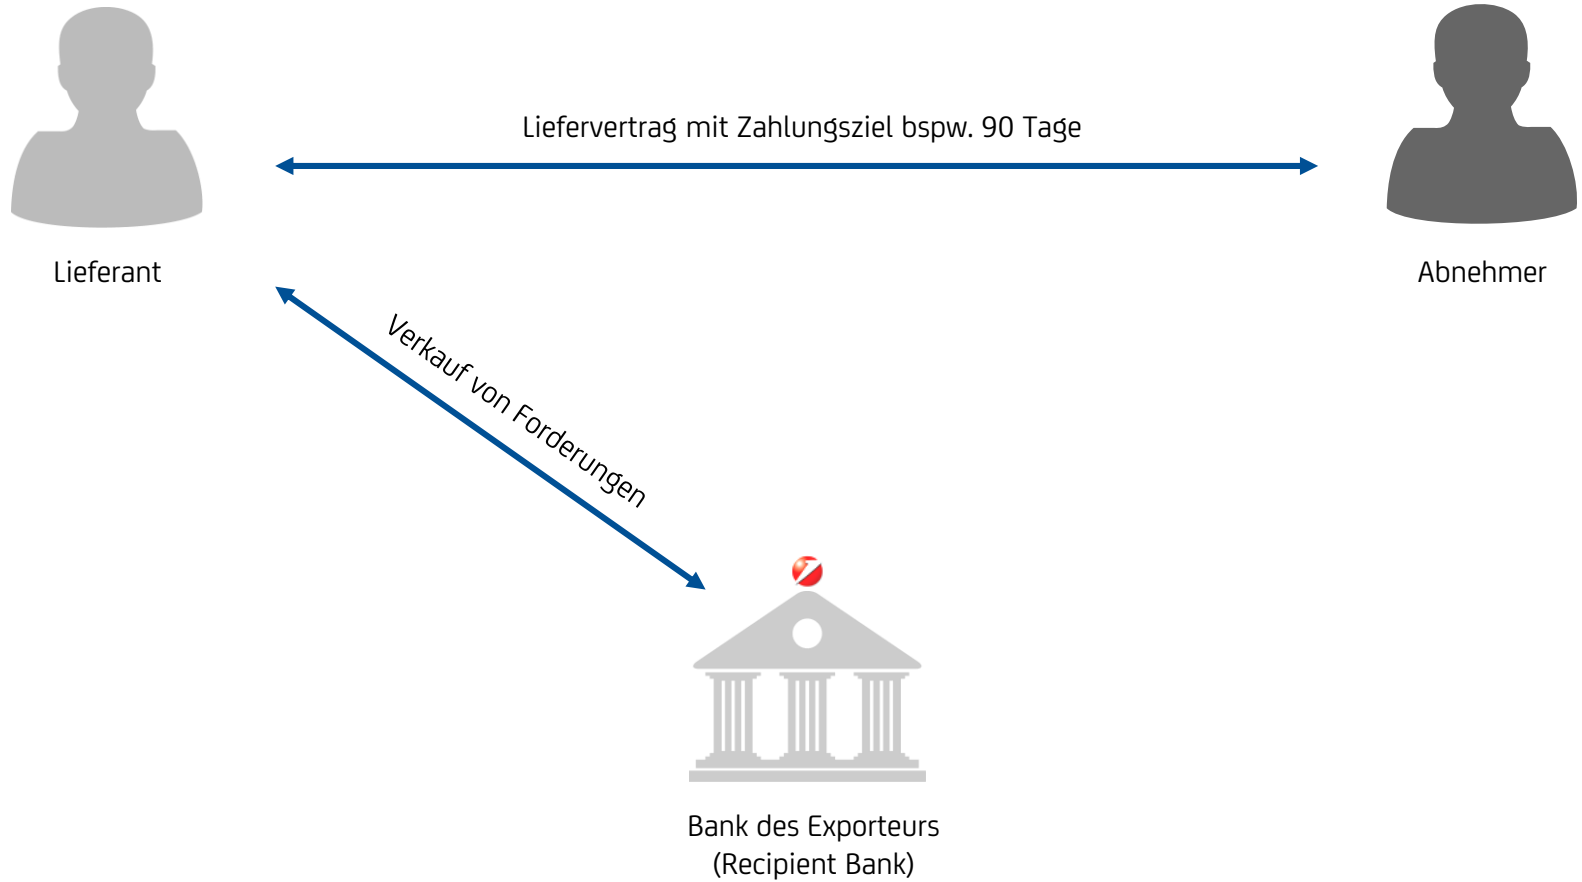 Liefervertrag mit Zahlungsziel bspw. 90 Tage
Lieferant
Abnehmer
Verkauf von Forderungen
Bank des Exporteurs
(Recipient Bank)